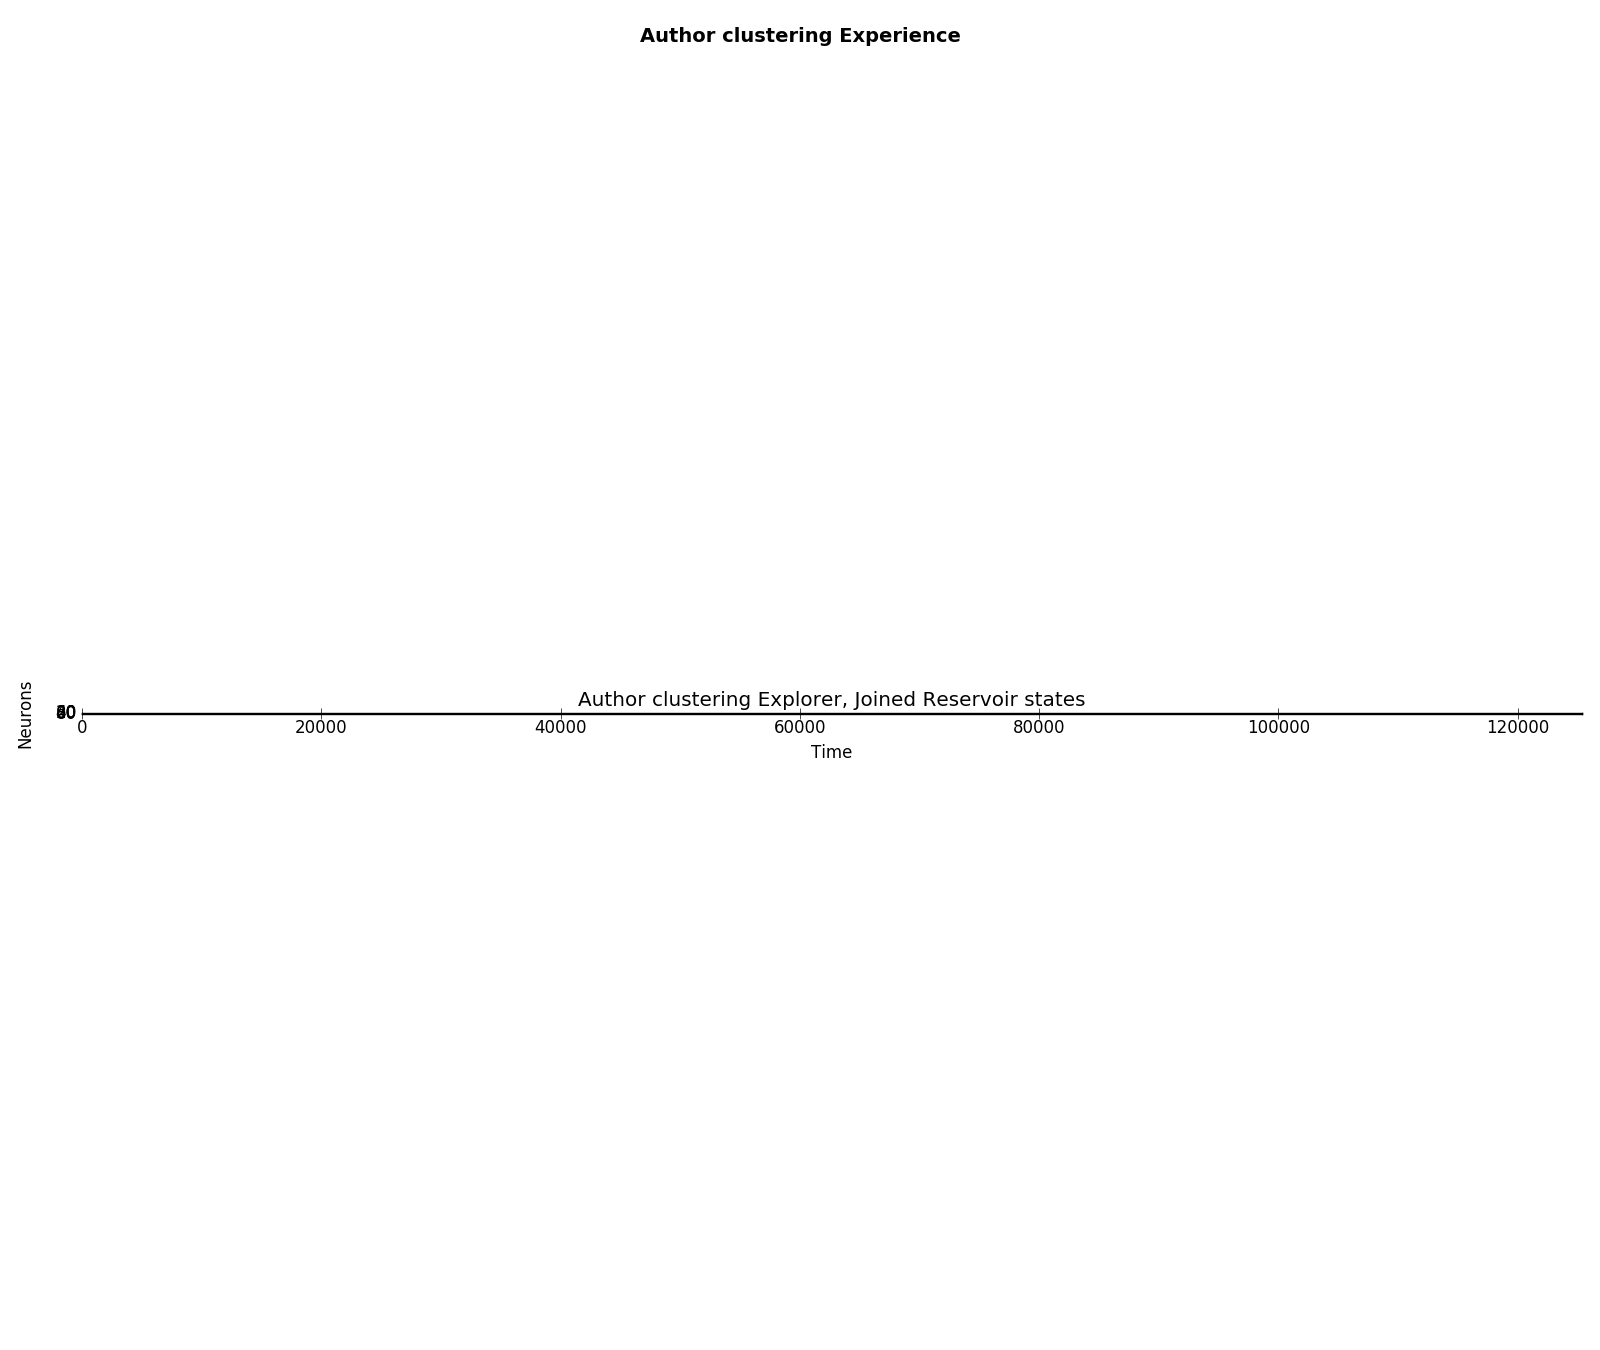 Author clustering Experience
Author clustering Explorer, Joined Reservoir states
Neurons
0 20000 40000 60000 80000 100000 120000
Time